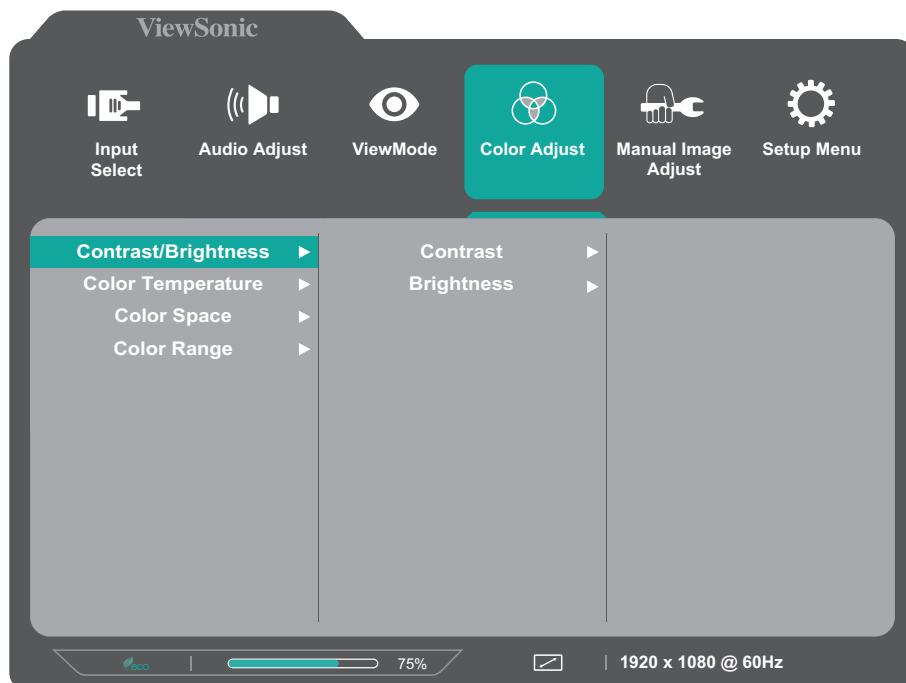 ViewSonic
Input
Select
Audio Adjust
ViewMode
Color Adjust
Manual Image
Adjust
Setup Menu
Contrast/Brightness
Color Temperature
Color Space
Color Range
Contrast
Brightness
eco
75%
1920 x 1080 @ 60Hz